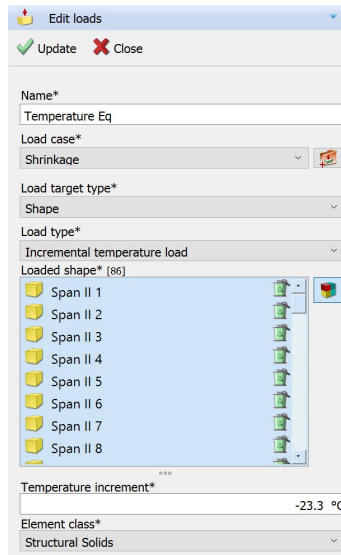 Edit loads
Update Close
Name*
Temperature Eq
Load case*
Shrinkage
Load target type*
Shape
Load type*
Incremental temperature load
Loaded shape* [86]
Span II 1
Span II 2
Span II 3
Span II 4
Span II 5
Span II 6
Span II 7
Span II 8
Temperature increment*
-23.3 °C
Element class*
Structural Solids